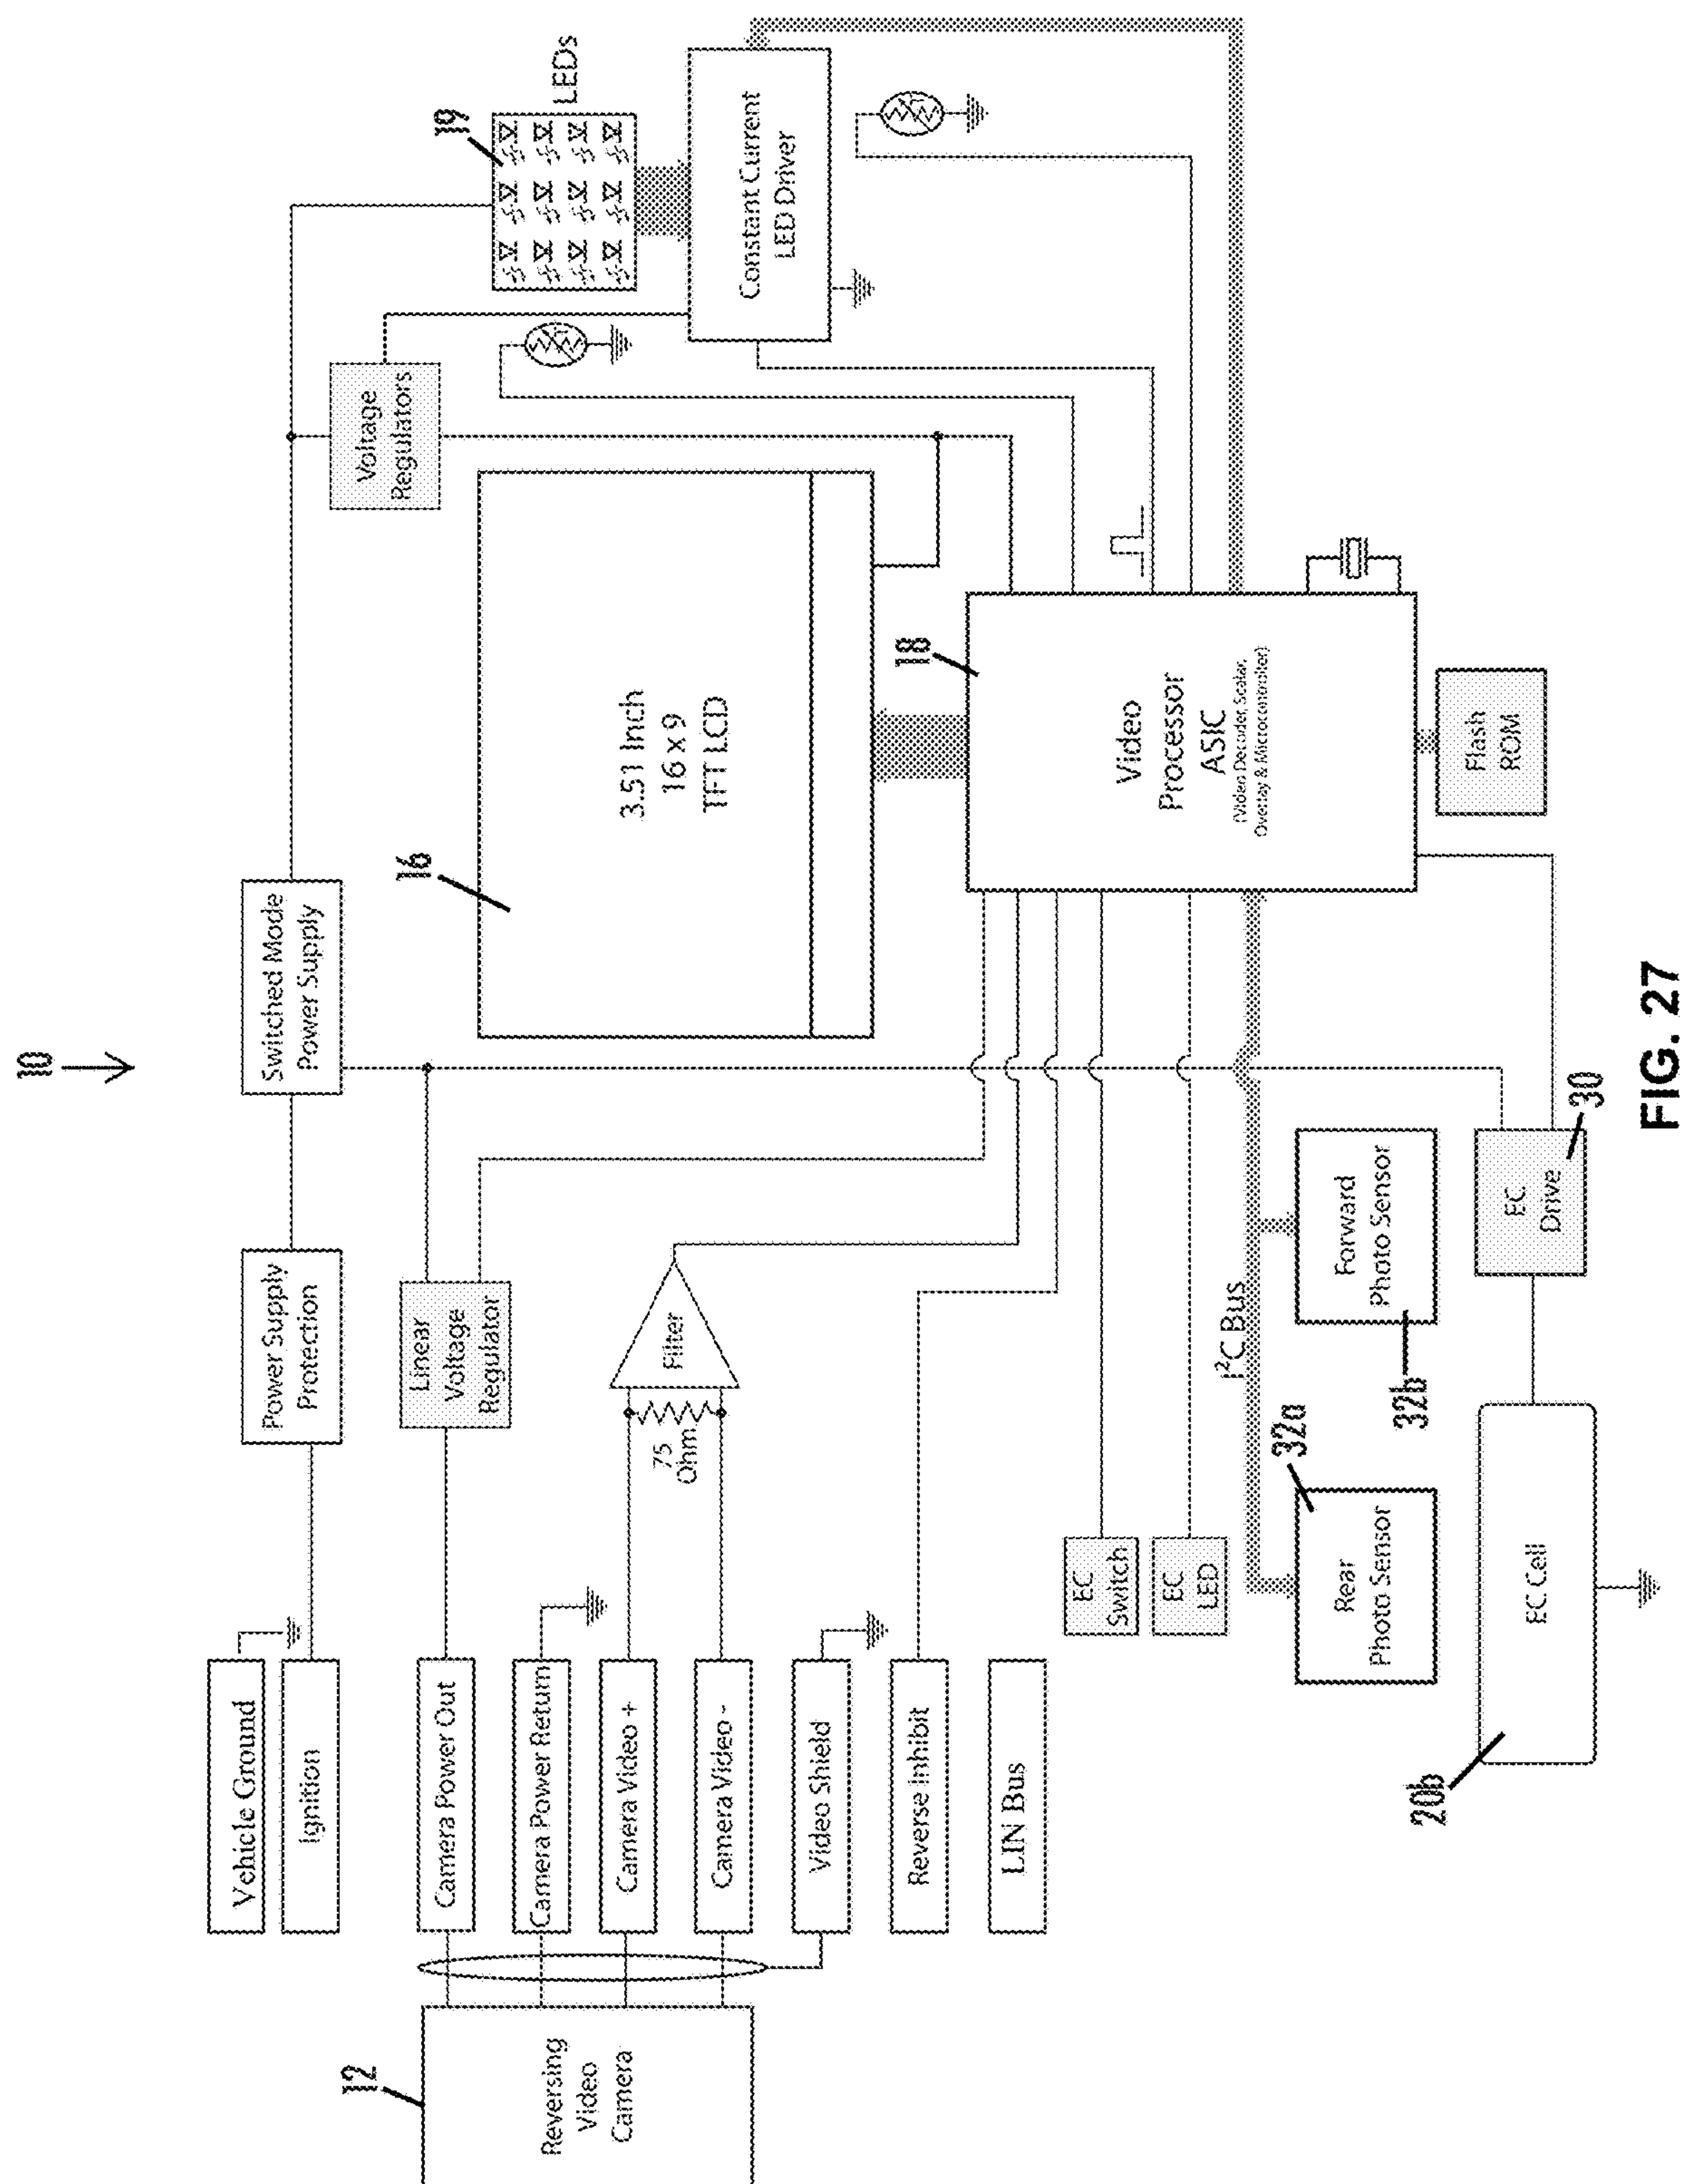 10
Vehicle Ground
Ignition
Power Supply
Protection
Switched Mode
Power Supply
Voltage
Regulators
19
LEDs
Constant Current
LED Driver
12
Reversing
Video
Camera
Camera Power Out
Camera Power Return
Camera Video +
Camera Video -
Video Shield
Reverse Inhibit
LIN Bus
Linear
Voltage
Regulator
75
Ohm
Filter
16
3.51 Inch
16 x 9
TFT LCD
18
Video
Processor
ASIC
(Video Decoder, Scalar,
Overlay & Microcontroller)
Flash
ROM
EC
Switch
EC
LED
I²C Bus
32a
Rear
Photo Sensor
32b
Forward
Photo Sensor
20b
EC Cell
EC
Drive
30
FIG. 27